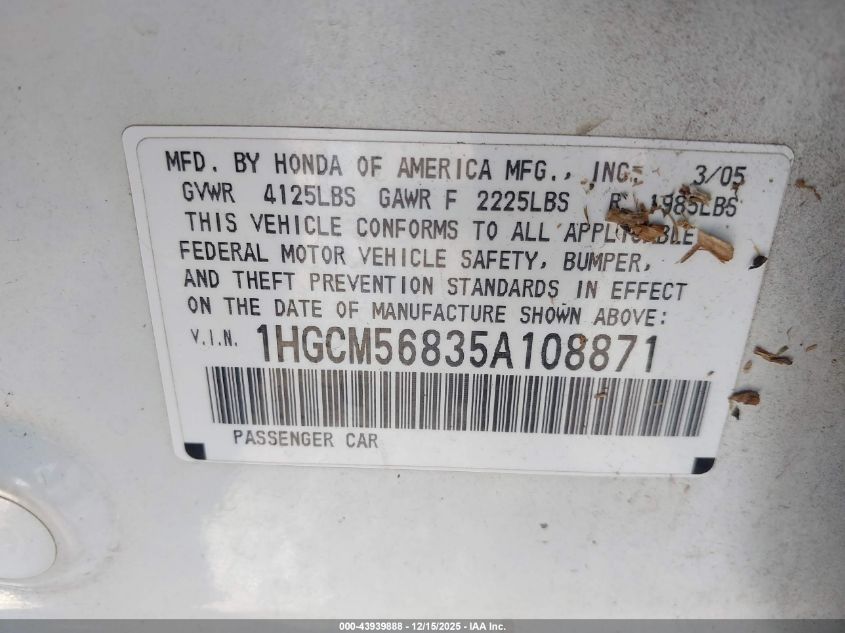 MFD. BY HONDA OF AMERICA MFG., INC. 3/05
GVWR 4125LBS GAWR F 2225LBS R 1985LBS
THIS VEHICLE CONFORMS TO ALL APPLICABLE
FEDERAL MOTOR VEHICLE SAFETY, BUMPER,
AND THEFT PREVENTION STANDARDS IN EFFECT
ON THE DATE OF MANUFACTURE SHOWN ABOVE:
V.I.N. 1HGCM56835A108871
PASSENGER CAR
000-43939888 - 12/15/2025 - IAA Inc.